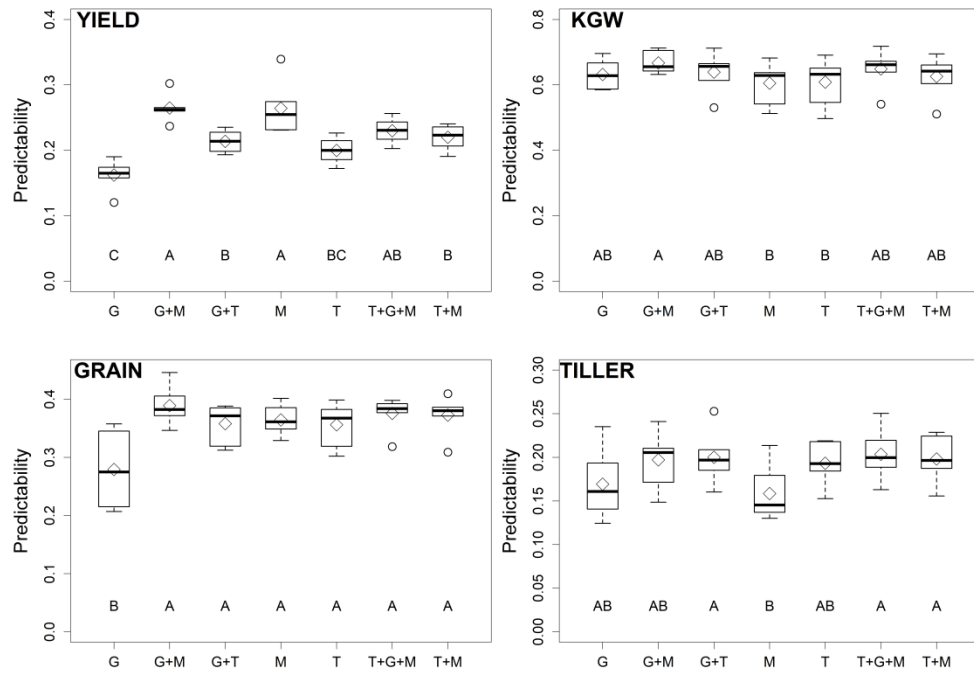 YIELD
Predictability
0.4
0.3
0.2
0.1
0.0
C A B A BC AB B
G G+M G+T M T T+G+M T+M
KGW
Predictability
0.8
0.6
0.4
0.2
0.0
AB A AB B B AB AB
G G+M G+T M T T+G+M T+M
GRAIN
Predictability
0.4
0.3
0.2
0.1
0.0
B A A A A A A
G G+M G+T M T T+G+M T+M
TILLER
Predictability
0.30
0.25
0.20
0.15
0.10
0.05
0.00
AB AB A B AB A A
G G+M G+T M T T+G+M T+M